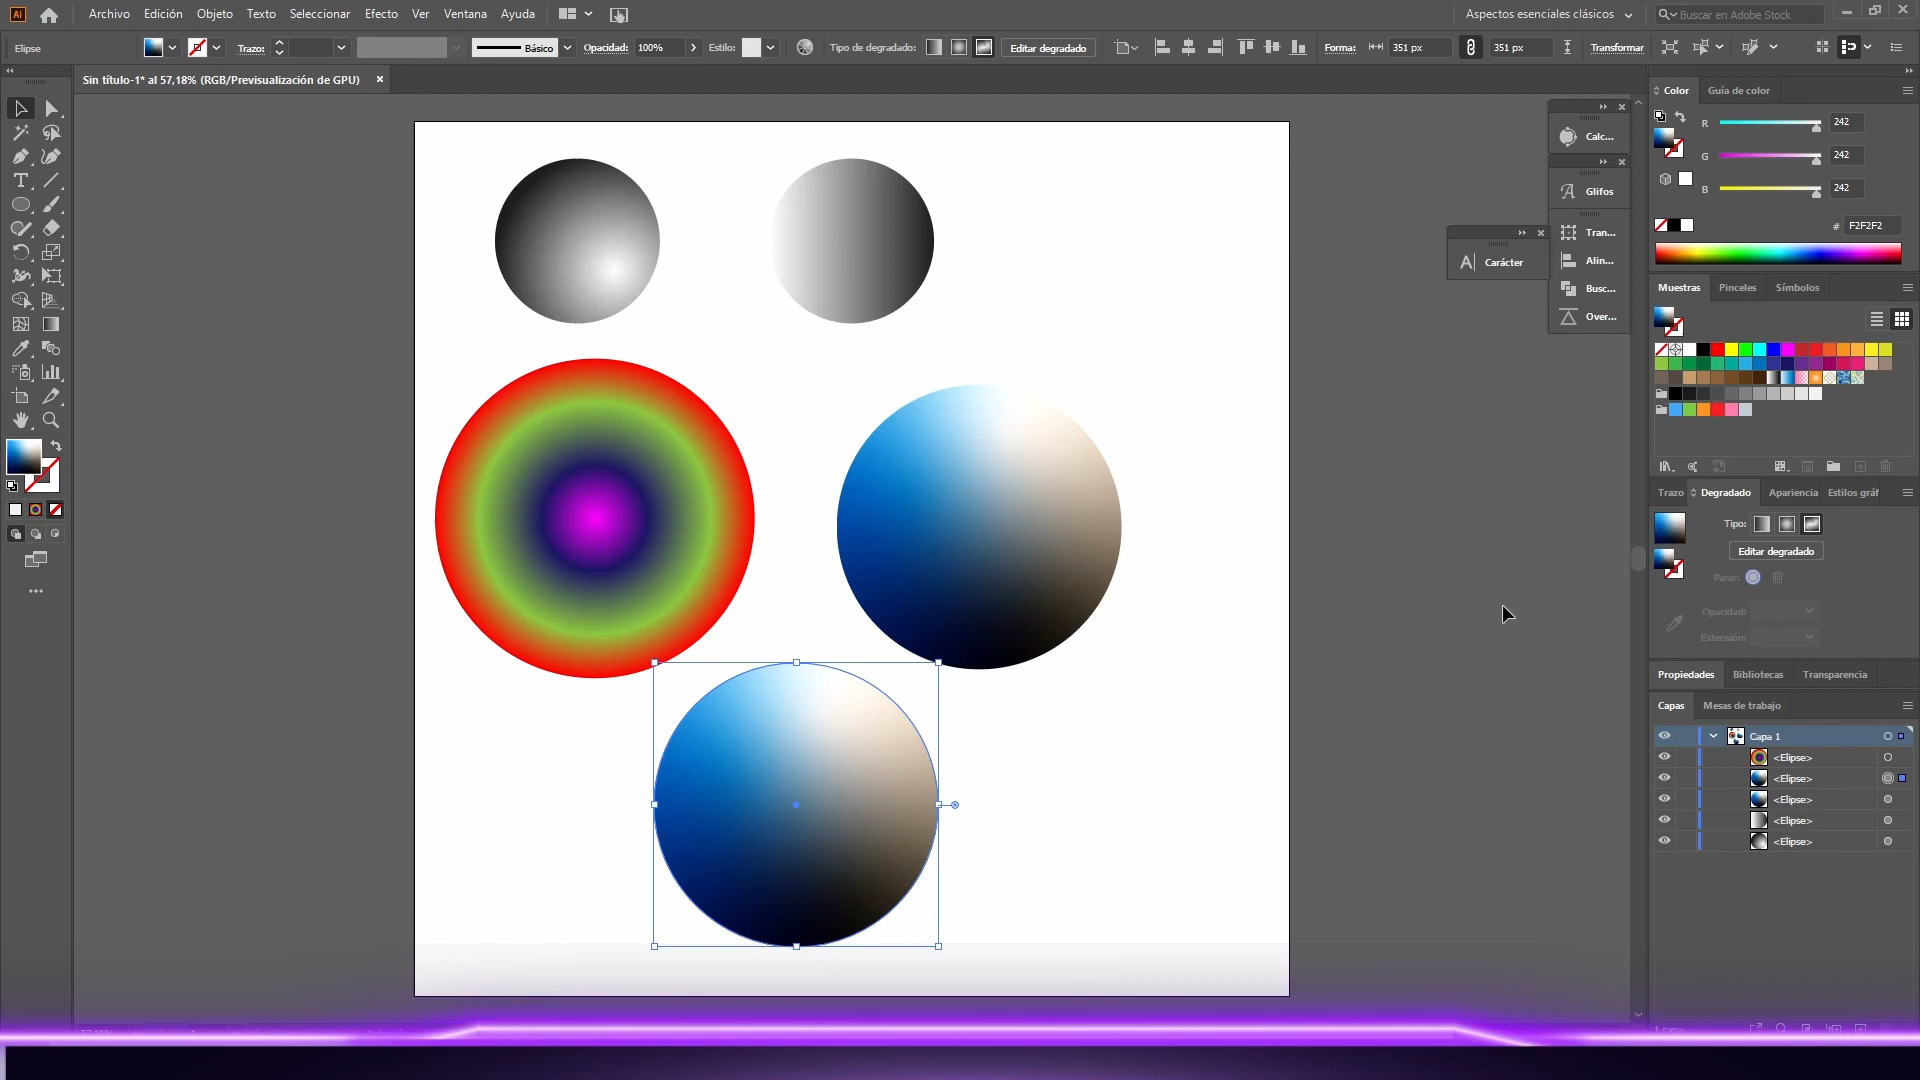 Ai Archivo Edición Objeto Texto Seleccionar Efecto Ver Ventana Ayuda Aspectos esenciales clásicos Buscar en Adobe Stock
Elipse Trazo: Básico Opacidad: 100% Estilo: Tipo de degradado: Editar degradado Forma: 351 px 351 px Transformar
Sin título-1* al 57,18% (RGB/Previsualización de GPU)
Color Guía de color
R 242
G 242
B 242
# F2F2F2
Calc...
Glifos
Tran...
Carácter Alin...
Busc...
Over...
Muestras Pinceles Símbolos
Trazo Degradado Apariencia Estilos gráf
Tipo:
Editar degradado
Parar:
Opacidad:
Extensión:
Propiedades Bibliotecas Transparencia
Capas Mesas de trabajo
Capa 1
<Elipse>
<Elipse>
<Elipse>
<Elipse>
<Elipse>